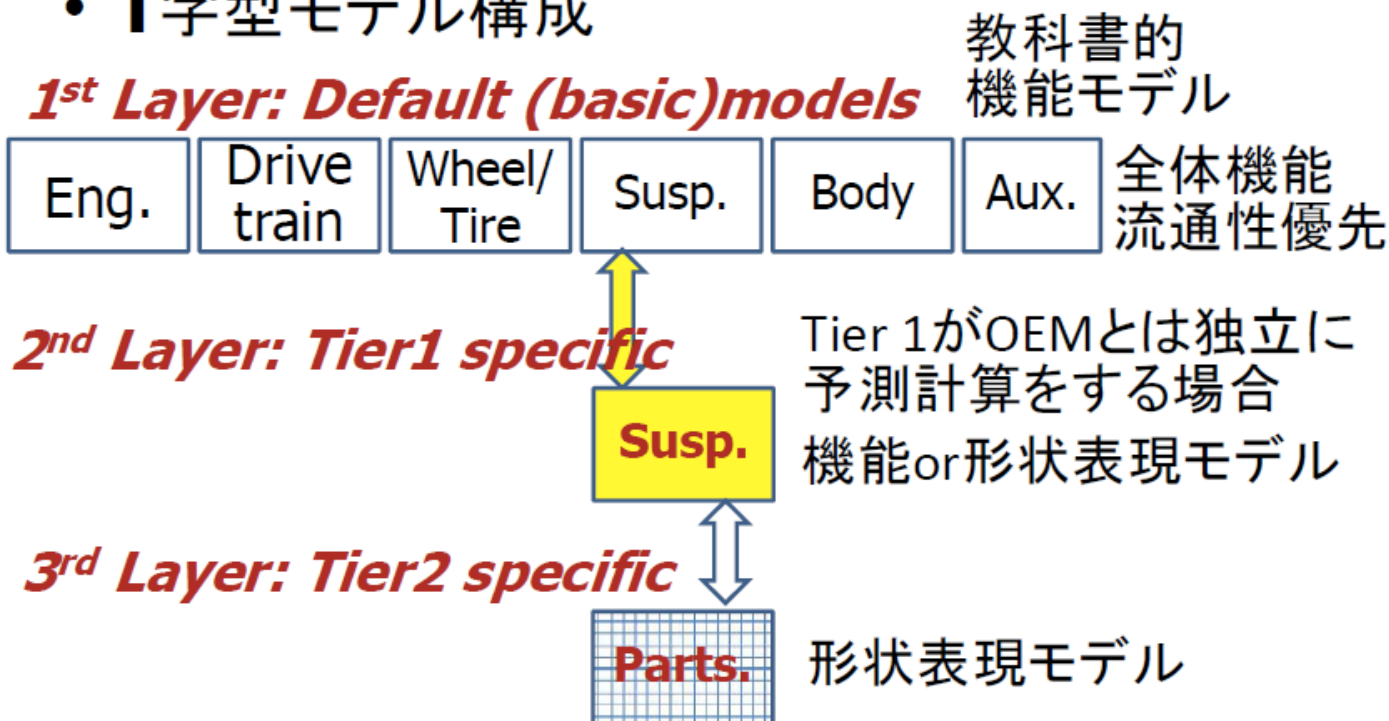 • T字型モデル構成
教科書的
機能モデル
1st Layer: Default (basic)models
Eng.
Drive
train
Wheel/
Tire
Susp.
Body
Aux.
全体機能
流通性優先
2nd Layer: Tier1 specific
Tier 1がOEMとは独立に
予測計算をする場合
機能or形状表現モデル
Susp.
3rd Layer: Tier2 specific
Parts.
形状表現モデル